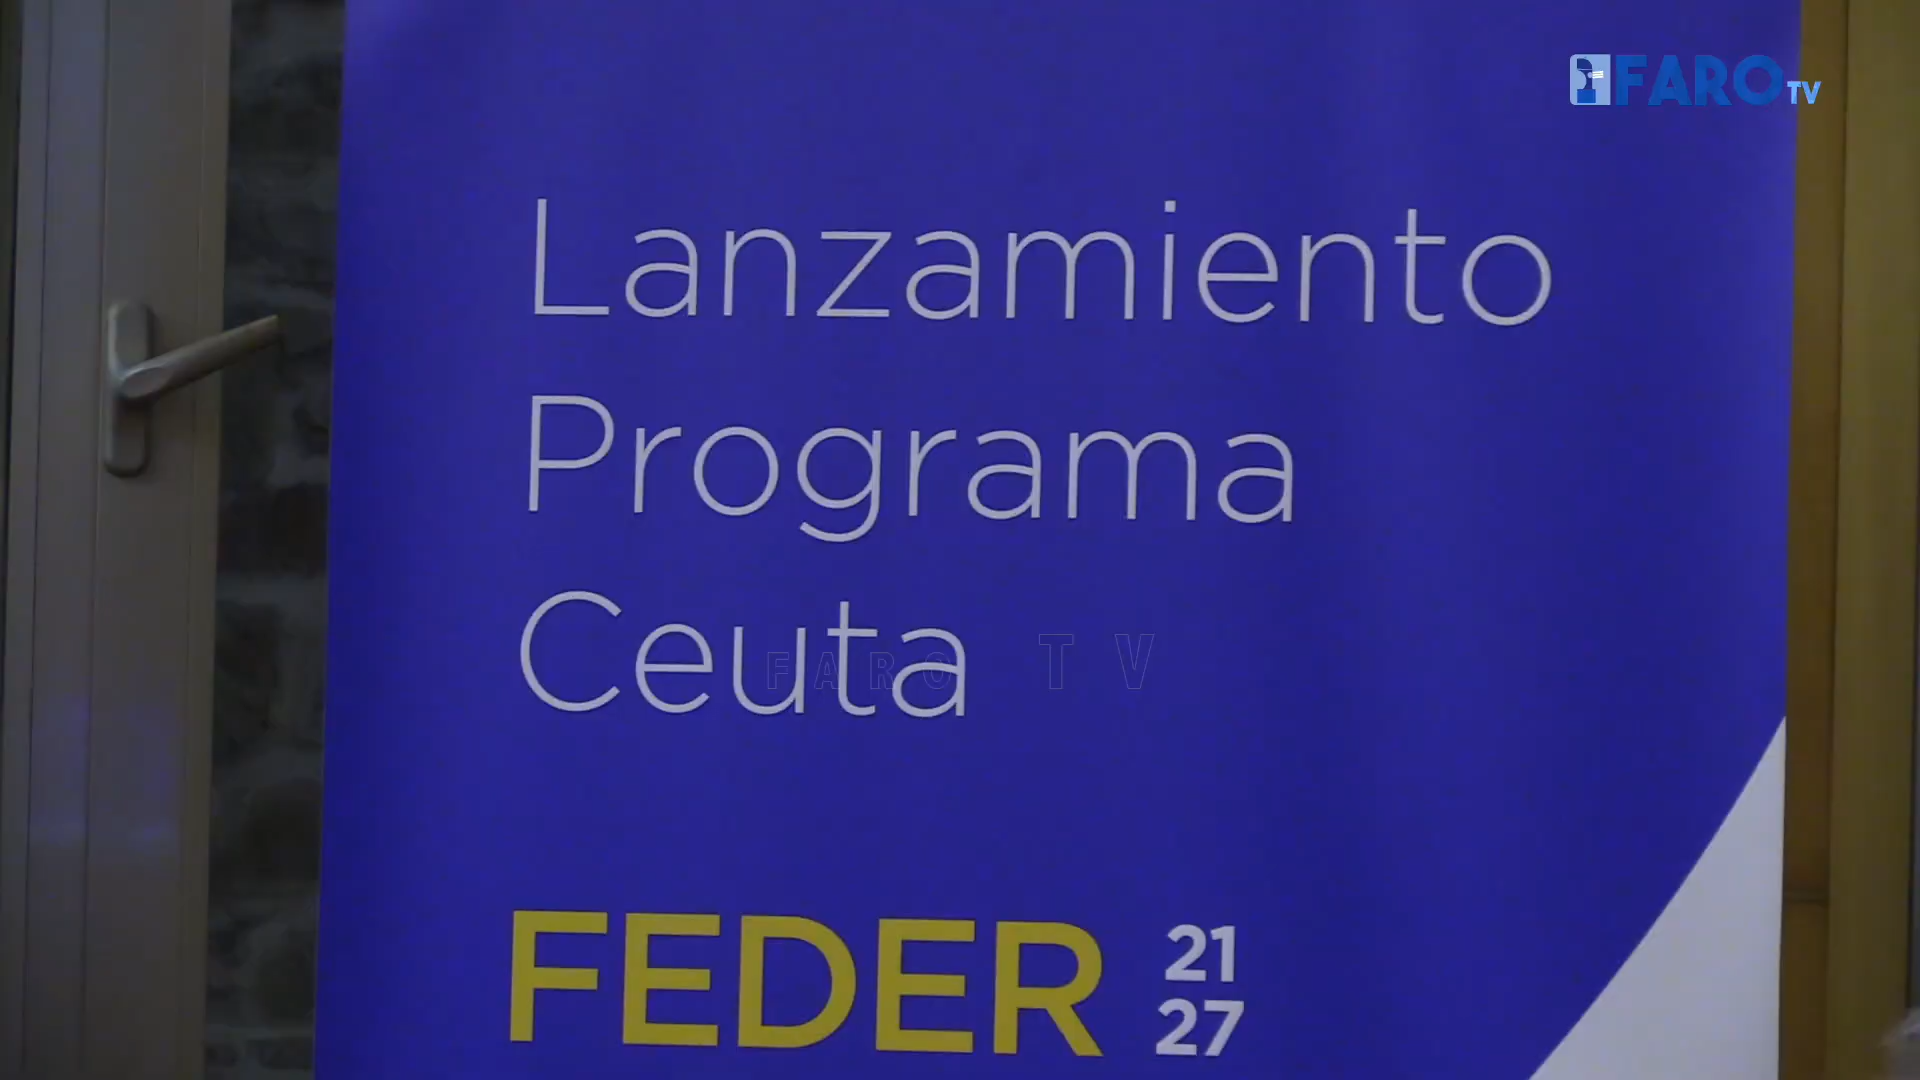 FARO TV
Lanzamiento
Programa
Ceuta
FARO TV
FEDER 21
27